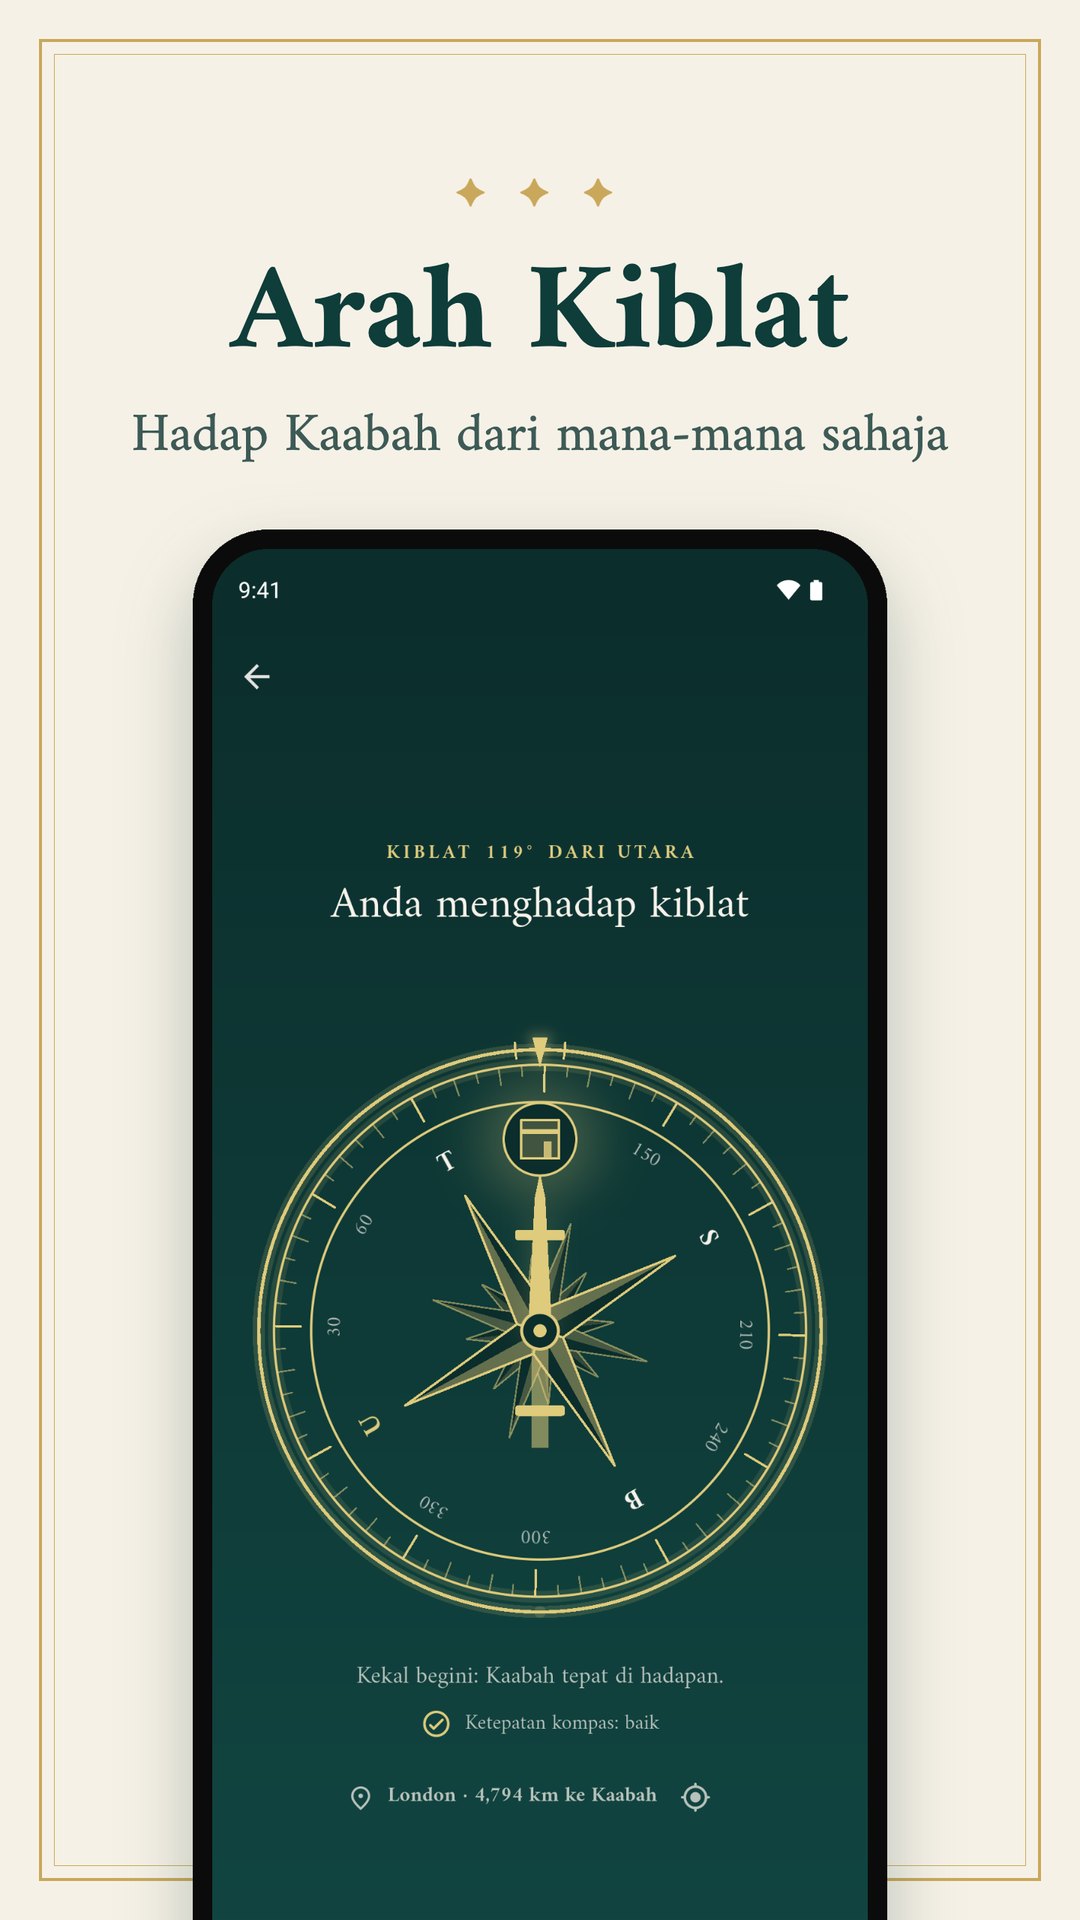 Arah Kiblat
Hadap Kaabah dari mana-mana sahaja
9:41
KIBLAT 119° DARI UTARA
Anda menghadap kiblat
T
150
60
S
30
210
U
240
330
B
300
Kekal begini: Kaabah tepat di hadapan.
Ketepatan kompas: baik
London · 4,794 km ke Kaabah